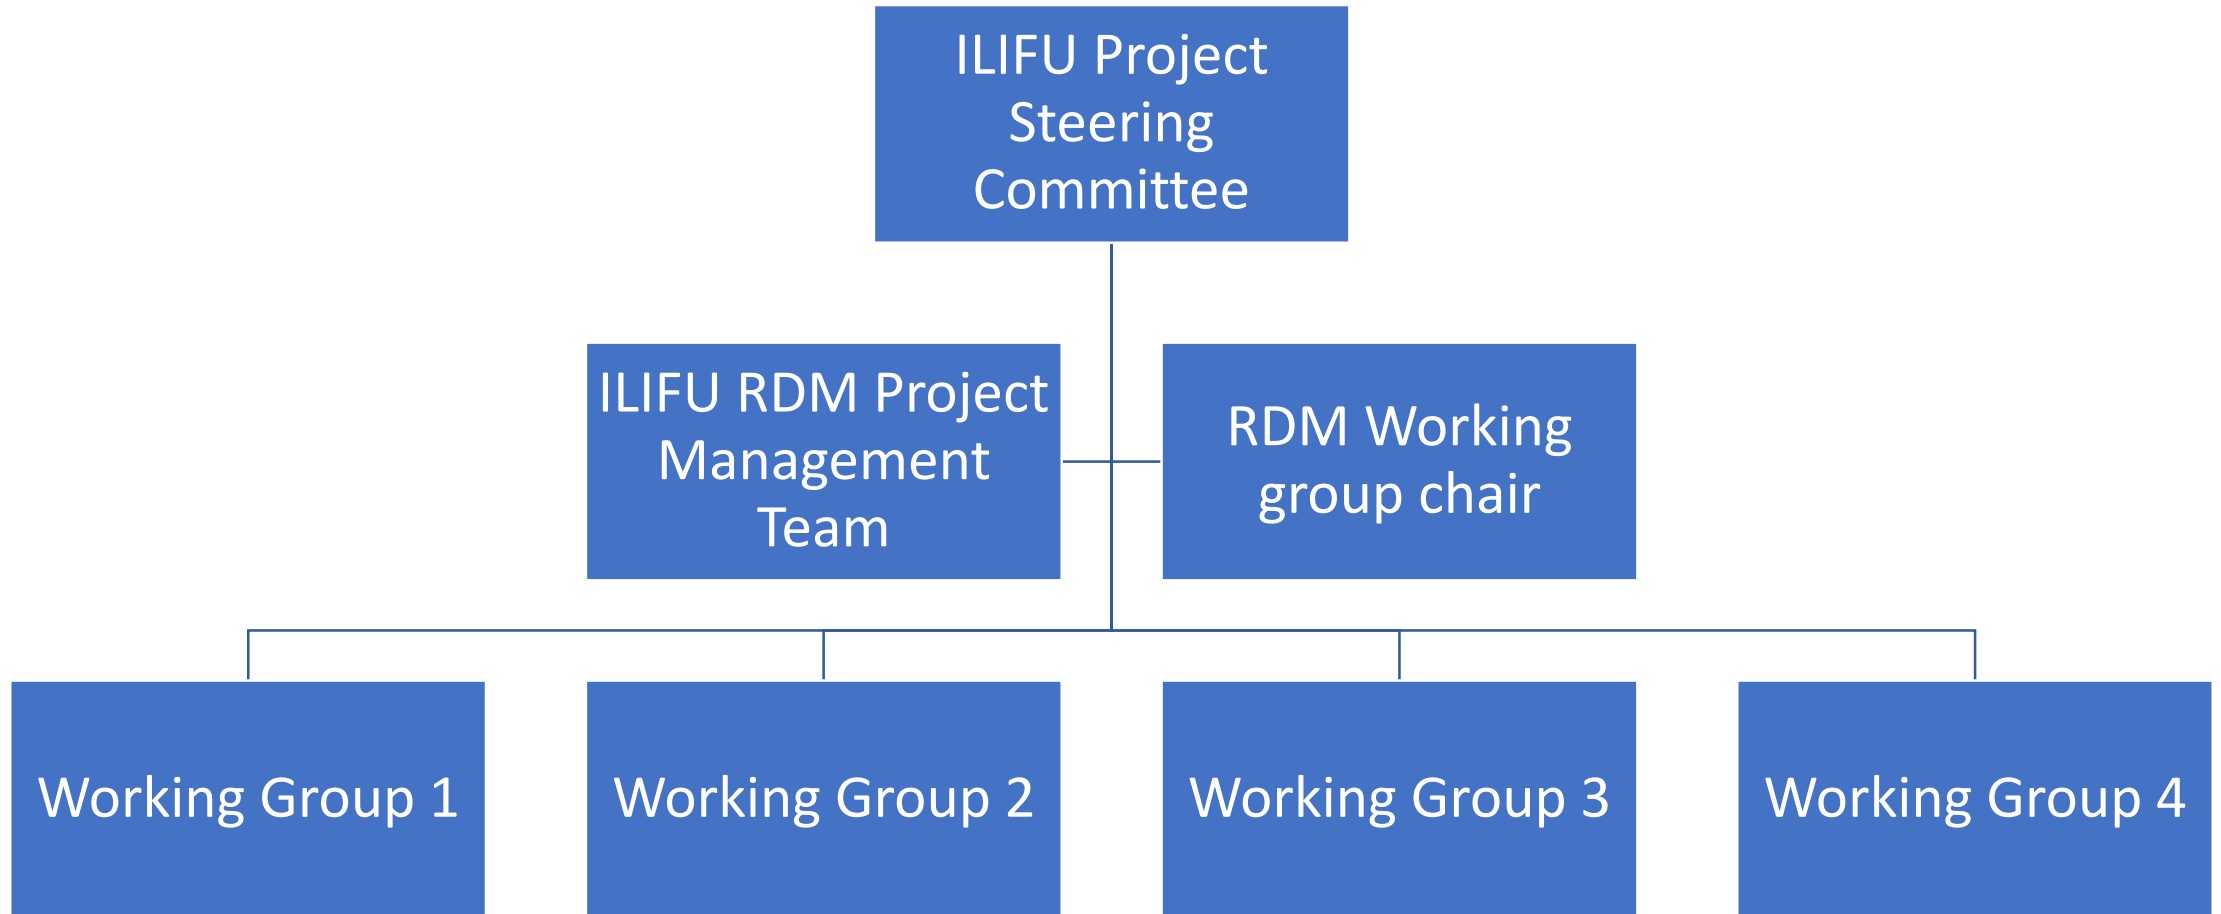 ILIFU Project
Steering
Committee
ILIFU RDM Project
Management
Team
RDM Working
group chair
Working Group 1
Working Group 2
Working Group 3
Working Group 4